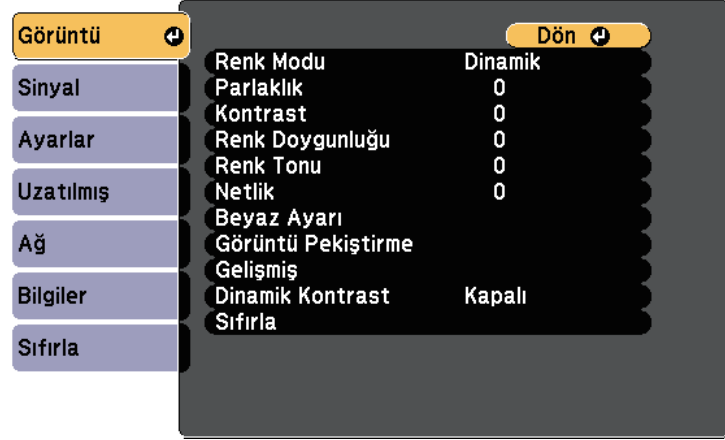 Görüntü
Sinyal
Ayarlar
Uzatılmış
Ağ
Bilgiler
Sıfırla
Dön
Renk Modu Dinamik
Parlaklık 0
Kontrast 0
Renk Doygunluğu 0
Renk Tonu 0
Netlik 0
Beyaz Ayarı
Görüntü Pekiştirme
Gelişmiş
Dinamik Kontrast Kapalı
Sıfırla